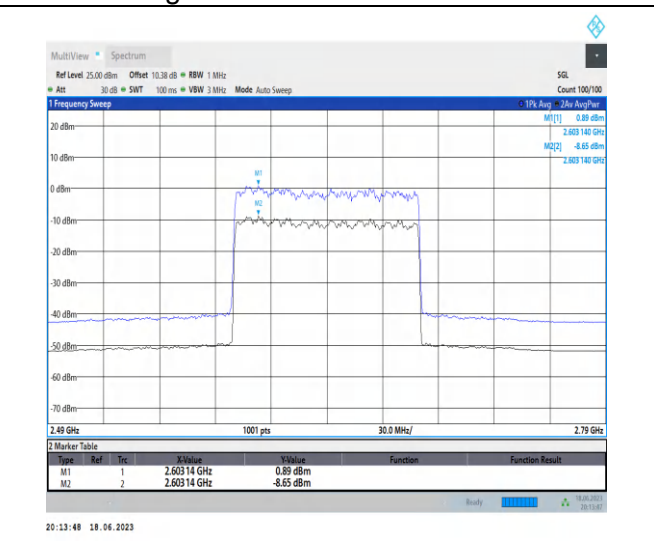 MultiView Spectrum
Ref Level 25.00 dBm Offset 10.38 dB RBW 1 MHz SGL
Att 30 dB SWT 100 ms VBW 3 MHz Mode Auto Sweep Count 100/100
1 Frequency Sweep 1Pk Avg 2Av AvgPwr
M1[1] 0.89 dBm
2.603 140 GHz
M2[2] -8.65 dBm
2.603 140 GHz
20 dBm
10 dBm
M1
0 dBm
M2
-10 dBm
-20 dBm
-30 dBm
-40 dBm
-50 dBm
-60 dBm
-70 dBm
2.49 GHz 1001 pts 30.0 MHz/ 2.79 GHz
2 Marker Table
Type Ref Trc X-Value Y-Value Function Function Result
M1 1 2.60314 GHz 0.89 dBm
M2 2 2.60314 GHz -8.65 dBm
Ready 18.06.2023
20:13:47
20:13:48 18.06.2023